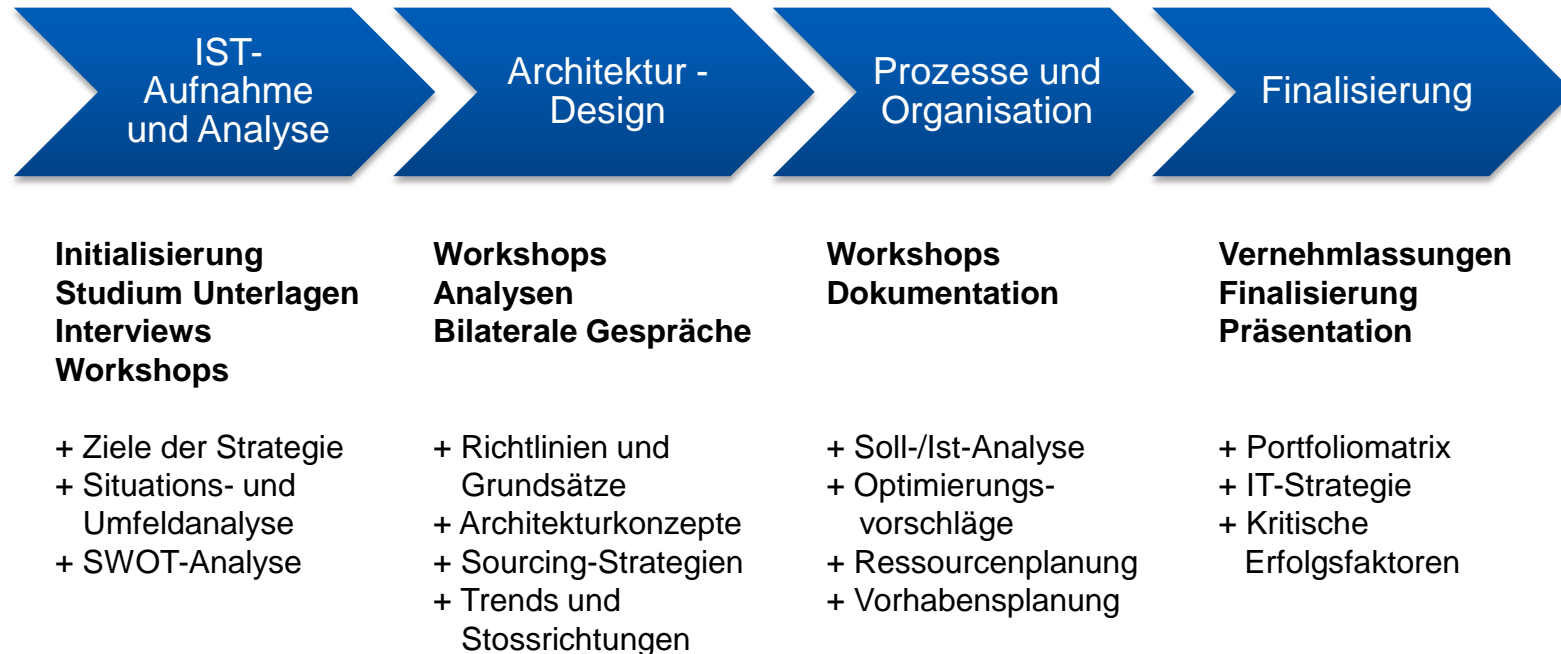 IST-
Aufnahme
und Analyse
Architektur -
Design
Prozesse und
Organisation
Finalisierung
Initialisierung
Studium Unterlagen
Interviews
Workshops
+ Ziele der Strategie
+ Situations- und
Umfeldanalyse
+ SWOT-Analyse
Workshops
Analysen
Bilaterale Gespräche
+ Richtlinien und
Grundsätze
+ Architekturkonzepte
+ Sourcing-Strategien
+ Trends und
Stossrichtungen
Workshops
Dokumentation
+ Soll-/Ist-Analyse
+ Optimierungs-
vorschläge
+ Ressourcenplanung
+ Vorhabensplanung
Vernehmlassungen
Finalisierung
Präsentation
+ Portfoliomatrix
+ IT-Strategie
+ Kritische
Erfolgsfaktoren